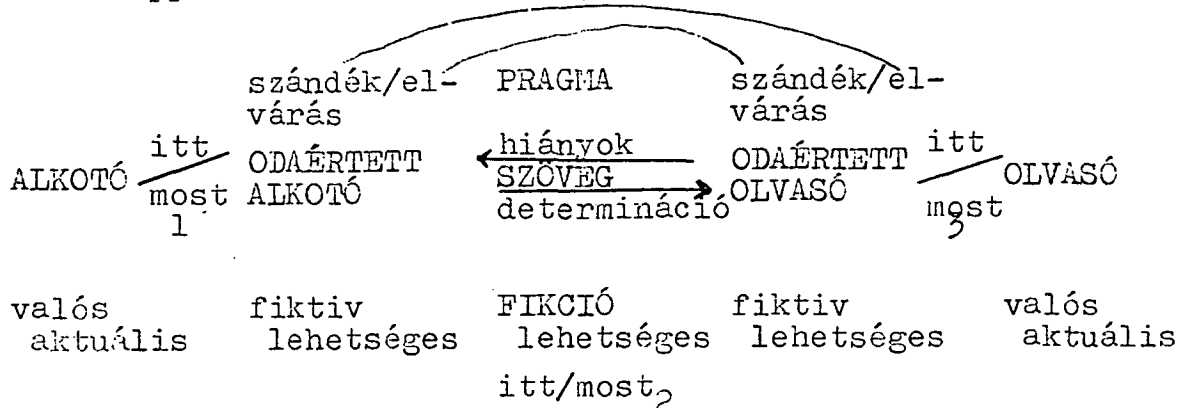 szándék/el- PRAGMA szándék/el-
várás várás
itt ODAÉRTETT hiányok ODAÉRTETT itt
ALKOTÓ SZÖVEG OLVASÓ
most ALKOTÓ determináció OLVASÓ most
1 3
valós fiktiv FIKCIÓ fiktiv valós
aktuális lehetséges lehetséges lehetséges aktuális
itt/most2